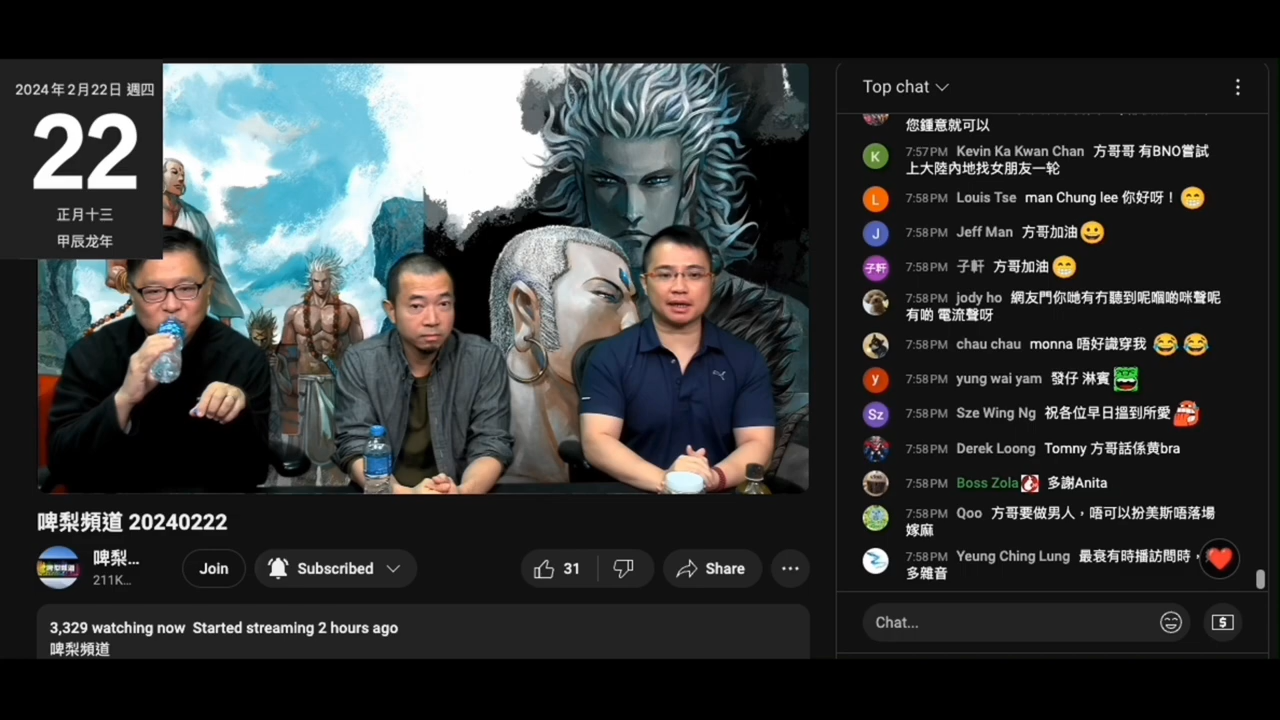 2024年2月22日 週四
22
正月十三
甲辰龙年
啤梨頻道 20240222
啤梨...
211K...
Join
Subscribed
31
Share
3,329 watching now Started streaming 2 hours ago
啤梨頻道
Top chat
您鍾意就可以
K
7:57 PM Kevin Ka Kwan Chan 方哥哥 有BNO嘗試
上大陸內地找女朋友一轮
L
7:58 PM Louis Tse man Chung lee 你好呀！😁
J
7:58 PM Jeff Man 方哥加油😀
子軒
7:58 PM 子軒 方哥加油😁
7:58 PM jody ho 網友門你哋有冇聽到呢嗰啲咪聲呢
有啲 電流聲呀
7:58 PM chau chau monna 唔好識穿我 😂 😂
y
7:58 PM yung wai yam 發仔 淋賓
Sz
7:58 PM Sze Wing Ng 祝各位早日搵到所愛
7:58 PM Derek Loong Tomny 方哥話係黄bra
7:58 PM Boss Zola 多謝Anita
7:58 PM Qoo 方哥要做男人，唔可以扮美斯唔落場
嫁麻
7:58 PM Yeung Ching Lung 最衰有時播訪問時，
多雜音
Chat...